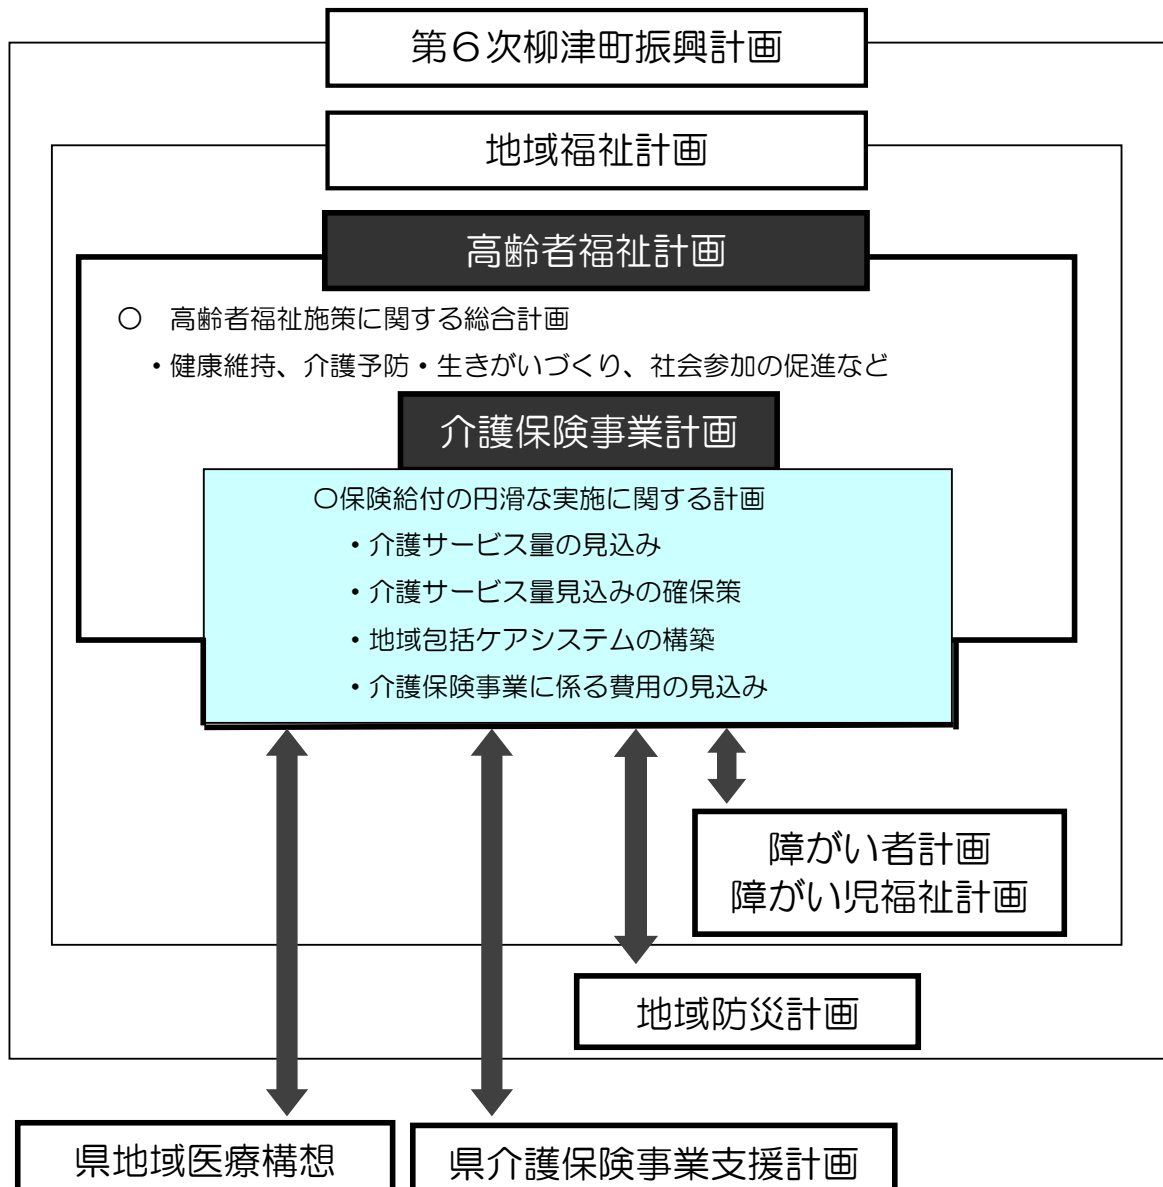 第６次柳津町振興計画
地域福祉計画
高齢者福祉計画
○　高齢者福祉施策に関する総合計画
・健康維持、介護予防・生きがいづくり、社会参加の促進など
介護保険事業計画
○保険給付の円滑な実施に関する計画
・介護サービス量の見込み
・介護サービス量見込みの確保策
・地域包括ケアシステムの構築
・介護保険事業に係る費用の見込み
障がい者計画
障がい児福祉計画
地域防災計画
県地域医療構想
県介護保険事業支援計画